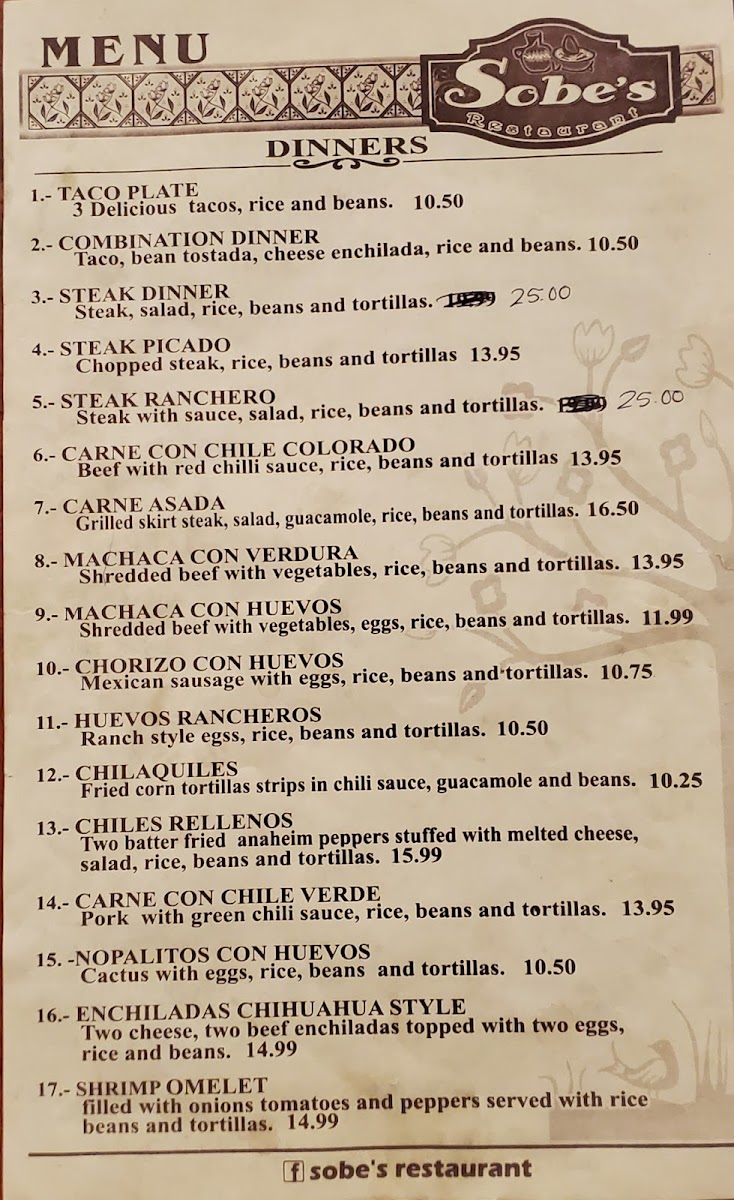 MENU
Sobe's
Restaurant
DINNERS
1.- TACO PLATE
3 Delicious tacos, rice and beans. 10.50
2.- COMBINATION DINNER
Taco, bean tostada, cheese enchilada, rice and beans. 10.50
3.- STEAK DINNER
Steak, salad, rice, beans and tortillas. 25.00
4.- STEAK PICADO
Chopped steak, rice, beans and tortillas 13.95
5.- STEAK RANCHERO
Steak with sauce, salad, rice, beans and tortillas. 25.00
6.- CARNE CON CHILE COLORADO
Beef with red chilli sauce, rice, beans and tortillas 13.95
7.- CARNE ASADA
Grilled skirt steak, salad, guacamole, rice, beans and tortillas. 16.50
8.- MACHACA CON VERDURA
Shredded beef with vegetables, rice, beans and tortillas. 13.95
9.- MACHACA CON HUEVOS
Shredded beef with vegetables, eggs, rice, beans and tortillas. 11.99
10.- CHORIZO CON HUEVOS
Mexican sausage with eggs, rice, beans and tortillas. 10.75
11.- HUEVOS RANCHEROS
Ranch style egss, rice, beans and tortillas. 10.50
12.- CHILAQUILES
Fried corn tortillas strips in chili sauce, guacamole and beans. 10.25
13.- CHILES RELLENOS
Two batter fried anaheim peppers stuffed with melted cheese,
salad, rice, beans and tortillas. 15.99
14.- CARNE CON CHILE VERDE
Pork with green chili sauce, rice, beans and tortillas. 13.95
15. -NOPALITOS CON HUEVOS
Cactus with eggs, rice, beans and tortillas. 10.50
16.- ENCHILADAS CHIHUAHUA STYLE
Two cheese, two beef enchiladas topped with two eggs,
rice and beans. 14.99
17.- SHRIMP OMELET
filled with onions tomatoes and peppers served with rice
beans and tortillas. 14.99
f sobe's restaurant